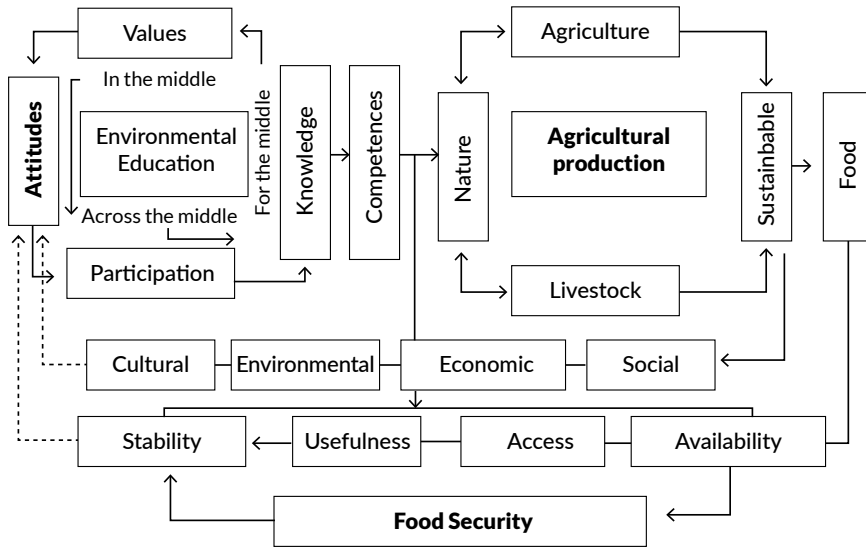 Values
Agriculture
In the middle
Attitudes
Environmental
Education
For the middle
Knowledge
Competences
Nature
Agricultural
production
Sustainbable
Food
Across the middle
Participation
Livestock
Cultural
Environmental
Economic
Social
Stability
Usefulness
Access
Availability
Food Security